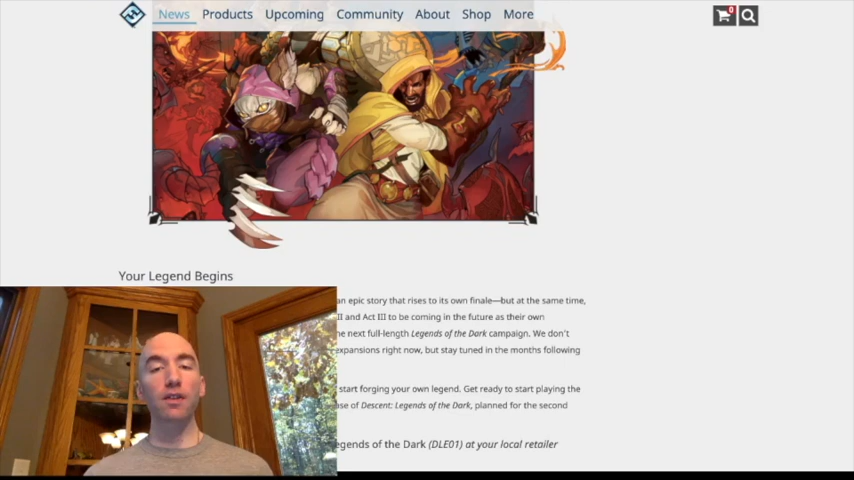 News Products Upcoming Community About Shop More
0
Your Legend Begins
an epic story that rises to its own finale—but at the same time,
II and Act III to be coming in the future as their own
he next full-length Legends of the Dark campaign. We don't
expansions right now, but stay tuned in the months following
start forging your own legend. Get ready to start playing the
ase of Descent: Legends of the Dark, planned for the second
egends of the Dark (DLE01) at your local retailer